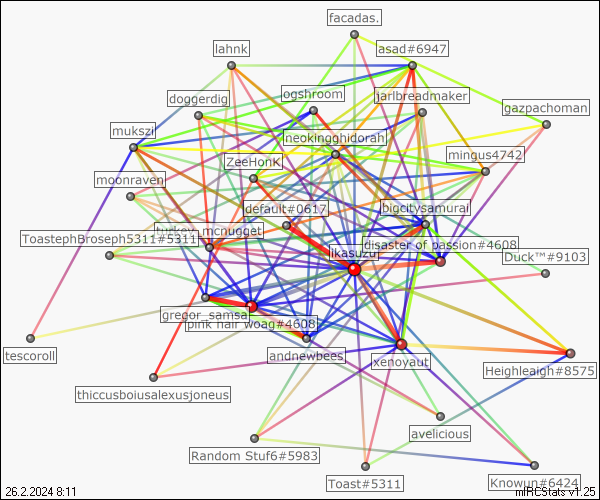 facadas.
lahnk
asad#6947
doggerdig
ogshroom
jarlbreadmaker
gazpachoman
mukszi
neokingghidorah
ZeeHonK
mingus4742
moonraven
default#0617
bigcitysamurai
turkey_mcnugget
ToastephBroseph5311#5311
disaster of passion#4608
ikasuzu
Duck™#9103
gregor_samsa
pink hair woag#4608
tescoroll
andnewbees
xenoyaut
Heighleaigh#8575
thiccusboiusalexusjoneus
avelicious
Random Stuf6#5983
Toast#5311
Knowun#6424
26.2.2024 8:11
mIRCStats v1.25